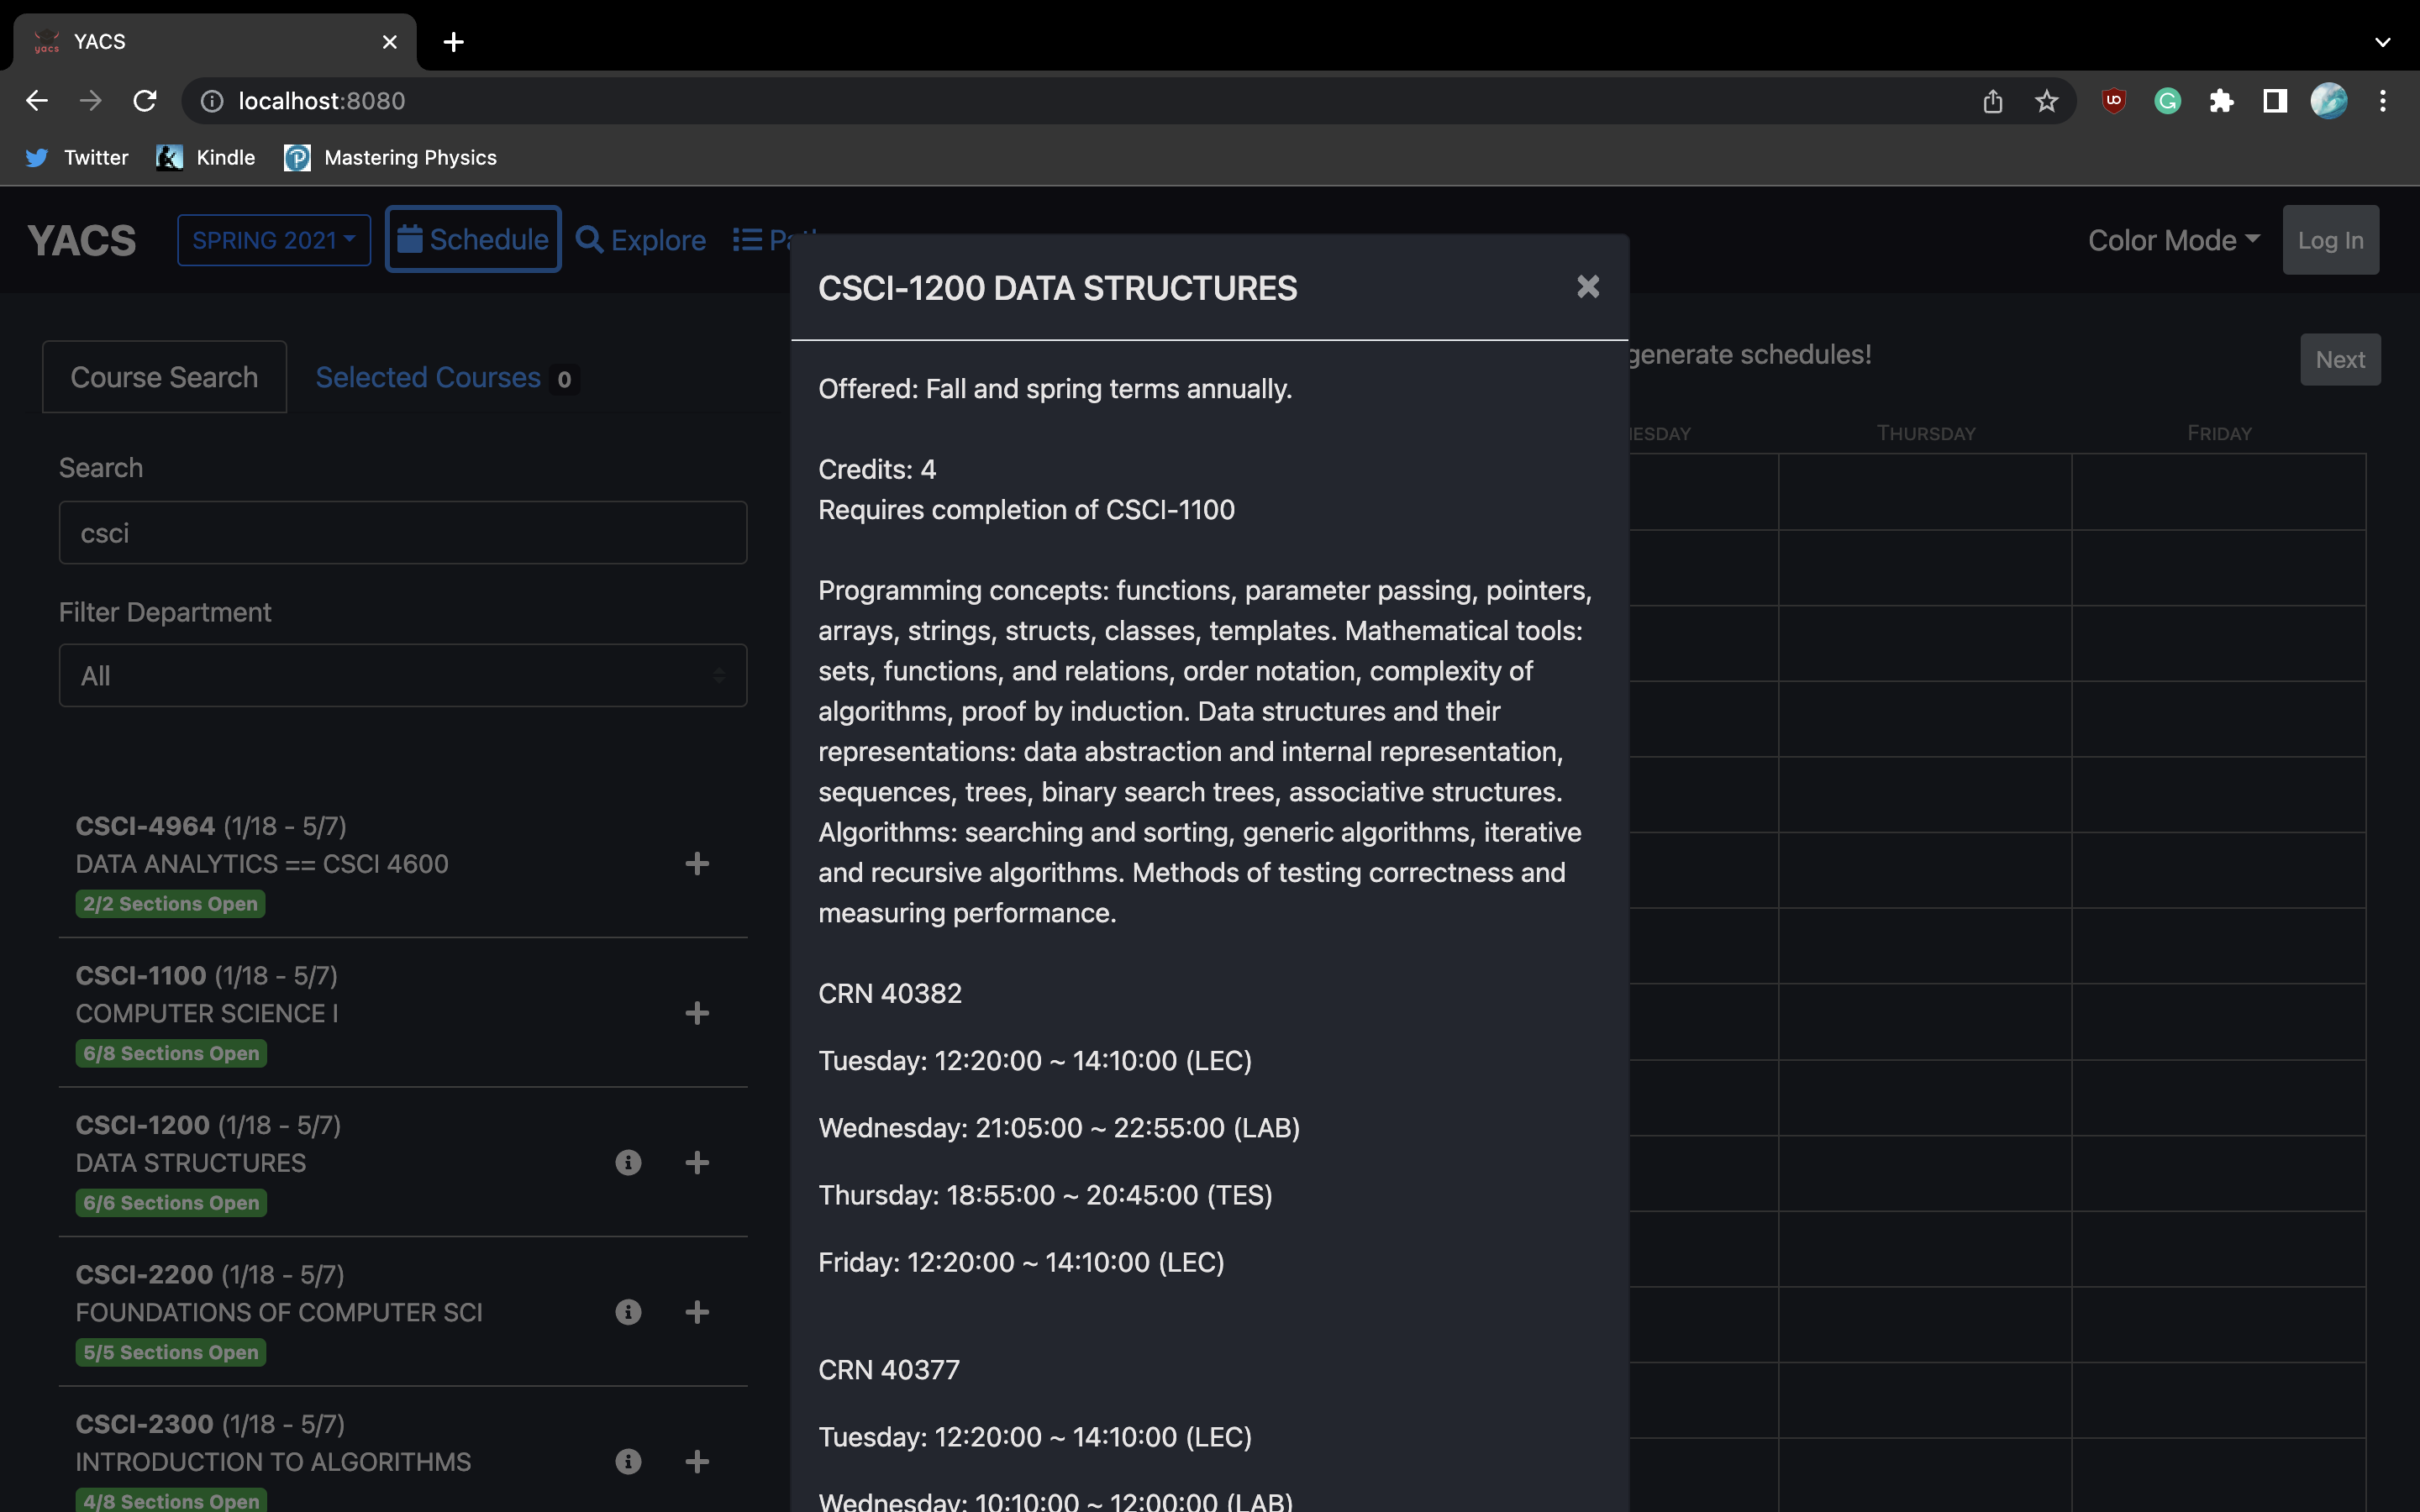 YACS
localhost:8080
Twitter
Kindle
Mastering Physics
YACS
SPRING 2021
Schedule
Explore
Color Mode
Log In
Course Search
Selected Courses 0
Search
csci
Filter Department
All
CSCI-4964 (1/18 - 5/7)
DATA ANALYTICS == CSCI 4600
2/2 Sections Open
CSCI-1100 (1/18 - 5/7)
COMPUTER SCIENCE I
6/8 Sections Open
CSCI-1200 (1/18 - 5/7)
DATA STRUCTURES
6/6 Sections Open
CSCI-2200 (1/18 - 5/7)
FOUNDATIONS OF COMPUTER SCI
5/5 Sections Open
CSCI-2300 (1/18 - 5/7)
INTRODUCTION TO ALGORITHMS
4/8 Sections Open
CSCI-1200 DATA STRUCTURES
Offered: Fall and spring terms annually.
Credits: 4
Requires completion of CSCI-1100
Programming concepts: functions, parameter passing, pointers,
arrays, strings, structs, classes, templates. Mathematical tools:
sets, functions, and relations, order notation, complexity of
algorithms, proof by induction. Data structures and their
representations: data abstraction and internal representation,
sequences, trees, binary search trees, associative structures.
Algorithms: searching and sorting, generic algorithms, iterative
and recursive algorithms. Methods of testing correctness and
measuring performance.
CRN 40382
Tuesday: 12:20:00 ~ 14:10:00 (LEC)
Wednesday: 21:05:00 ~ 22:55:00 (LAB)
Thursday: 18:55:00 ~ 20:45:00 (TES)
Friday: 12:20:00 ~ 14:10:00 (LEC)
CRN 40377
Tuesday: 12:20:00 ~ 14:10:00 (LEC)
Wednesday: 10:10:00 ~ 12:00:00 (LAB)
generate schedules!
Next
THURSDAY
FRIDAY